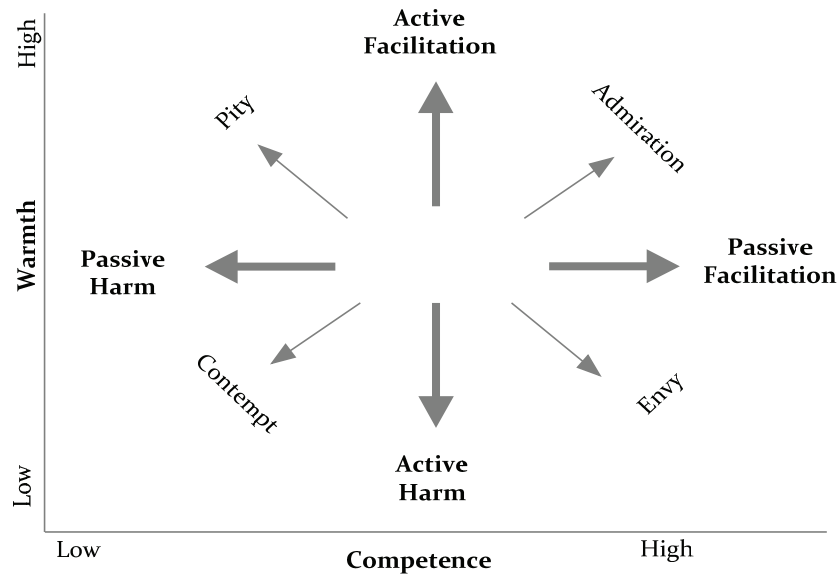 Active
Facilitation
High
Pity
Admiration
Warmth
Passive
Harm
Passive
Facilitation
Contempt
Envy
Active
Harm
Low
Low
Competence
High